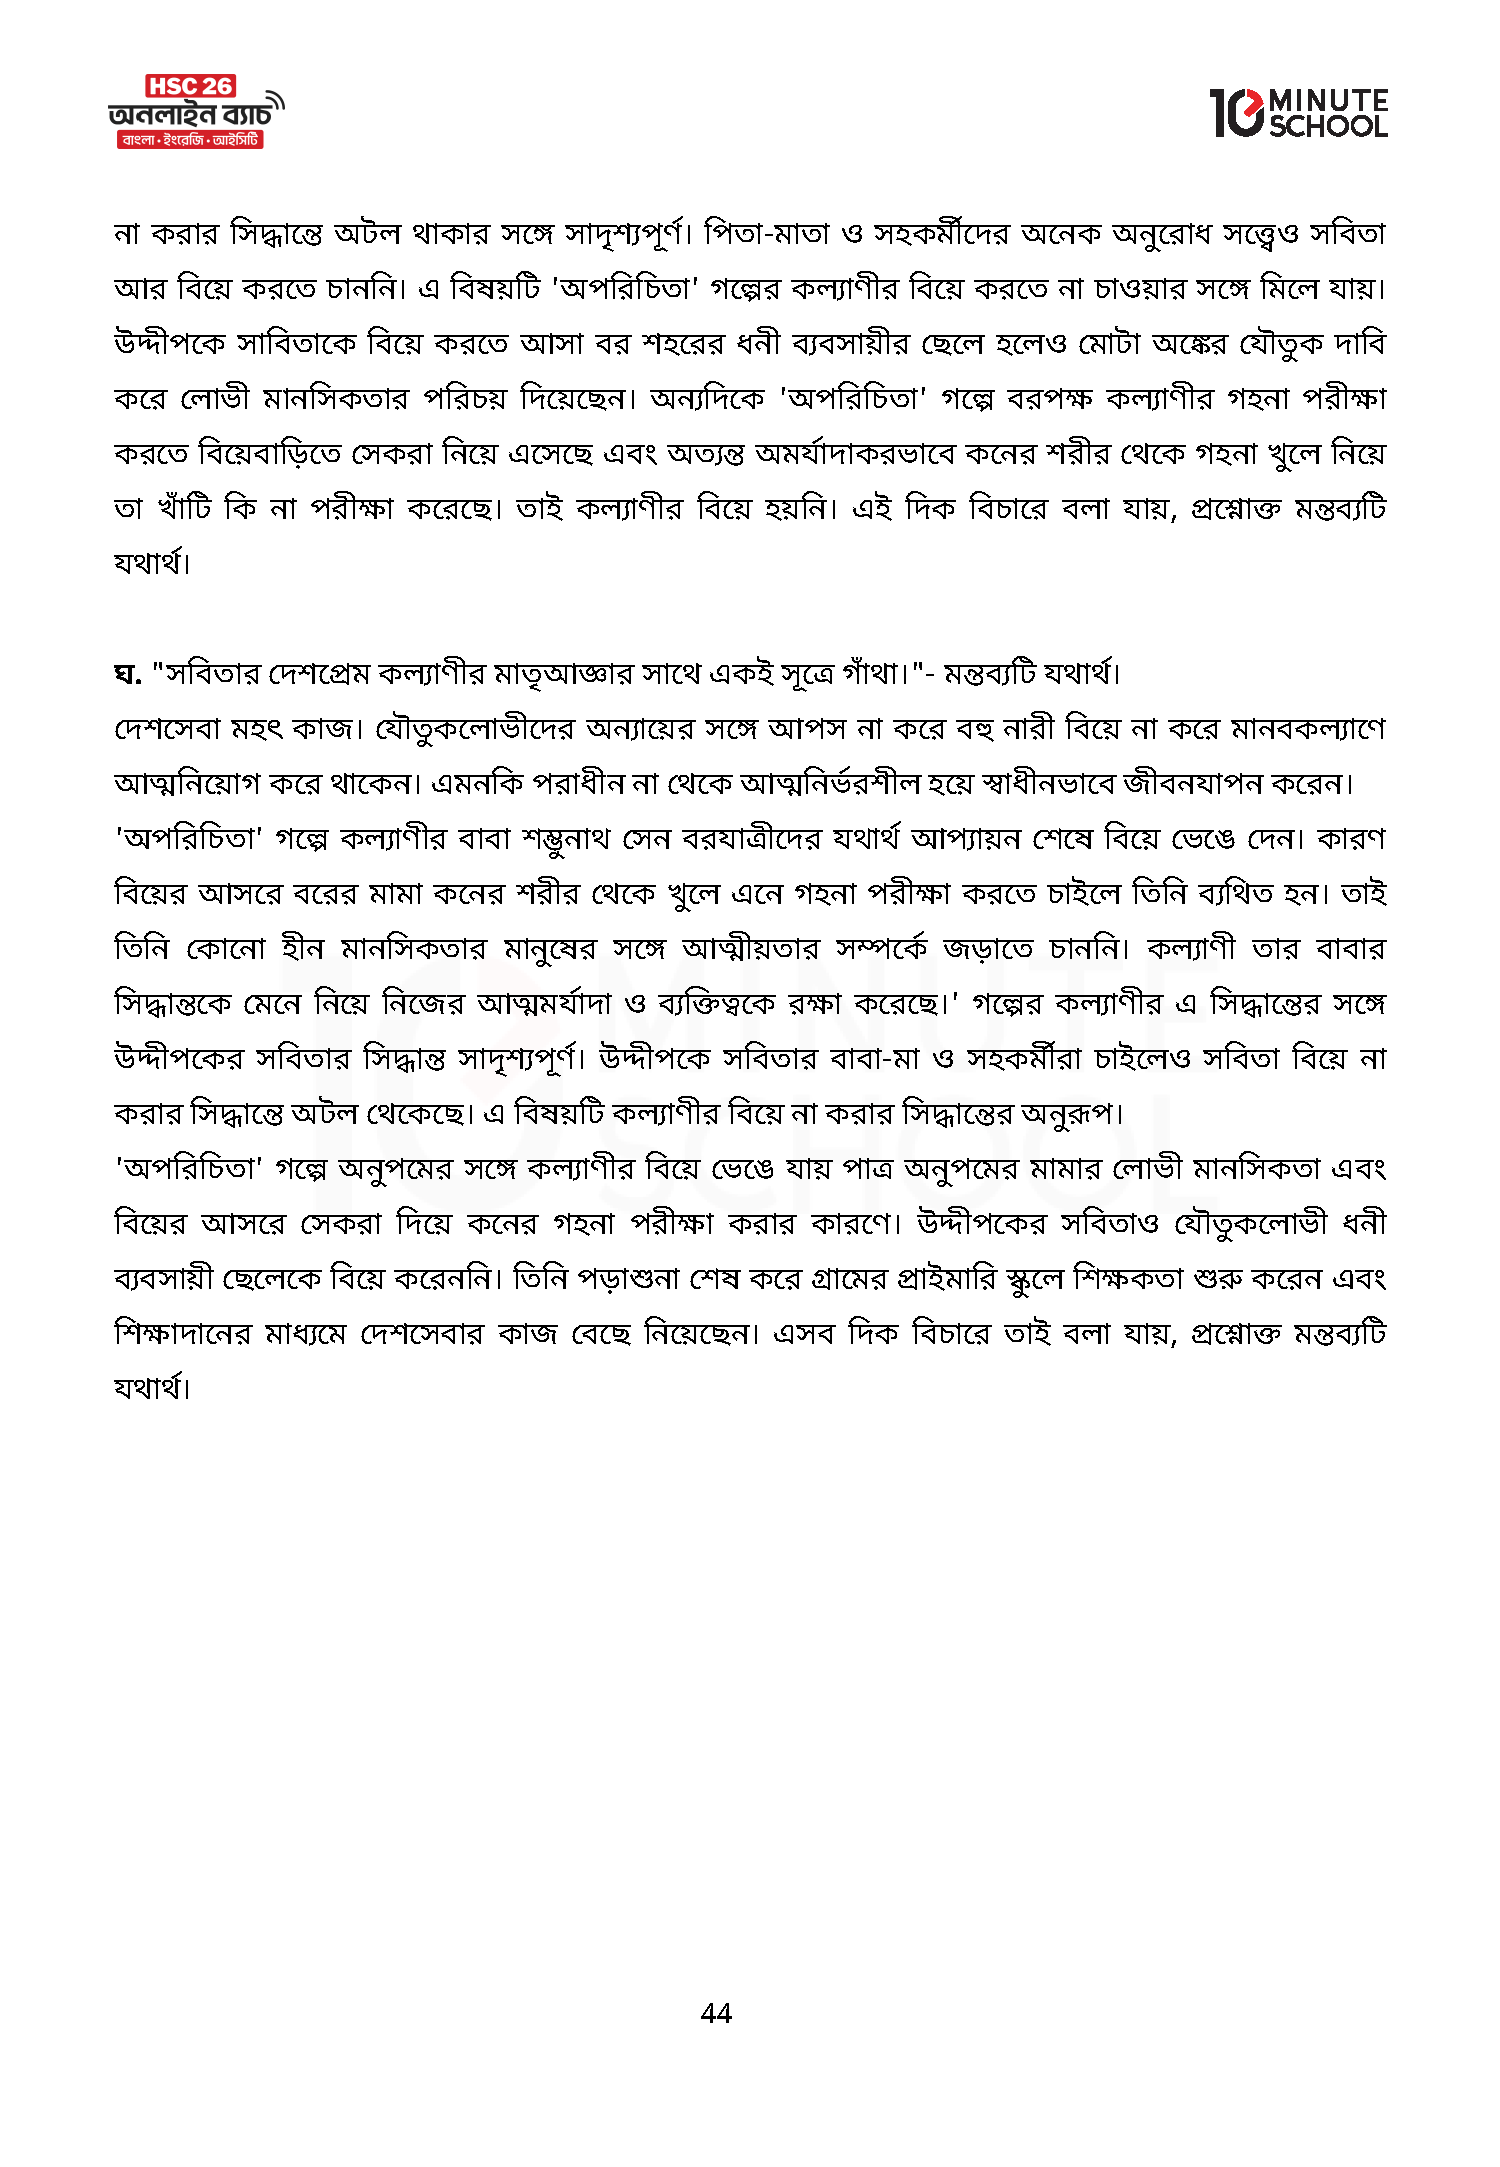 HSC 26
অনলাইন ব্যাচ
বাংলা • ইংরেজি • আইসিটি
10 MINUTE SCHOOL
না করার সিদ্ধান্তে অটল থাকার সঙ্গে সাদৃশ্যপূর্ণ। পিতা-মাতা ও সহকর্মীদের অনেক অনুরোধ সত্ত্বেও সবিতা
আর বিয়ে করতে চাননি। এ বিষয়টি 'অপরিচিতা' গল্পের কল্যাণীর বিয়ে করতে না চাওয়ার সঙ্গে মিলে যায়।
উদ্দীপকে সাবিতাকে বিয়ে করতে আসা বর শহরের ধনী ব্যবসায়ীর ছেলে হলেও মোটা অঙ্কের যৌতুক দাবি
করে লোভী মানসিকতার পরিচয় দিয়েছেন। অন্যদিকে 'অপরিচিতা' গল্পে বরপক্ষ কল্যাণীর গহনা পরীক্ষা
করতে বিয়েবাড়িতে সেকরা নিয়ে এসেছে এবং অত্যন্ত অমর্যাদাকরভাবে কনের শরীর থেকে গহনা খুলে নিয়ে
তা খাঁটি কি না পরীক্ষা করেছে। তাই কল্যাণীর বিয়ে হয়নি। এই দিক বিচারে বলা যায়, প্রশ্নোক্ত মন্তব্যটি
যথার্থ।
ঘ. "সবিতার দেশপ্রেম কল্যাণীর মাতৃআজ্ঞার সাথে একই সূত্রে গাঁথা।"- মন্তব্যটি যথার্থ।
দেশসেবা মহৎ কাজ। যৌতুকলোভীদের অন্যায়ের সঙ্গে আপস না করে বহু নারী বিয়ে না করে মানবকল্যাণে
আত্মনিয়োগ করে থাকেন। এমনকি পরাধীন না থেকে আত্মনির্ভরশীল হয়ে স্বাধীনভাবে জীবনযাপন করেন।
'অপরিচিতা' গল্পে কল্যাণীর বাবা শম্ভুনাথ সেন বরযাত্রীদের যথার্থ আপ্যায়ন শেষে বিয়ে ভেঙে দেন। কারণ
বিয়ের আসরে বরের মামা কনের শরীর থেকে খুলে এনে গহনা পরীক্ষা করতে চাইলে তিনি ব্যথিত হন। তাই
তিনি কোনো হীন মানসিকতার মানুষের সঙ্গে আত্মীয়তার সম্পর্কে জড়াতে চাননি। কল্যাণী তার বাবার
সিদ্ধান্তকে মেনে নিয়ে নিজের আত্মমর্যাদা ও ব্যক্তিত্বকে রক্ষা করেছে।' গল্পের কল্যাণীর এ সিদ্ধান্তের সঙ্গে
উদ্দীপকের সবিতার সিদ্ধান্ত সাদৃশ্যপূর্ণ। উদ্দীপকে সবিতার বাবা-মা ও সহকর্মীরা চাইলেও সবিতা বিয়ে না
করার সিদ্ধান্তে অটল থেকেছে। এ বিষয়টি কল্যাণীর বিয়ে না করার সিদ্ধান্তের অনুরূপ।
'অপরিচিতা' গল্পে অনুপমের সঙ্গে কল্যাণীর বিয়ে ভেঙে যায় পাত্র অনুপমের মামার লোভী মানসিকতা এবং
বিয়ের আসরে সেকরা দিয়ে কনের গহনা পরীক্ষা করার কারণে। উদ্দীপকের সবিতাও যৌতুকলোভী ধনী
ব্যবসায়ী ছেলেকে বিয়ে করেননি। তিনি পড়াশুনা শেষ করে গ্রামের প্রাইমারি স্কুলে শিক্ষকতা শুরু করেন এবং
শিক্ষাদানের মাধ্যমে দেশসেবার কাজ বেছে নিয়েছেন। এসব দিক বিচারে তাই বলা যায়, প্রশ্নোক্ত মন্তব্যটি
যথার্থ।
44